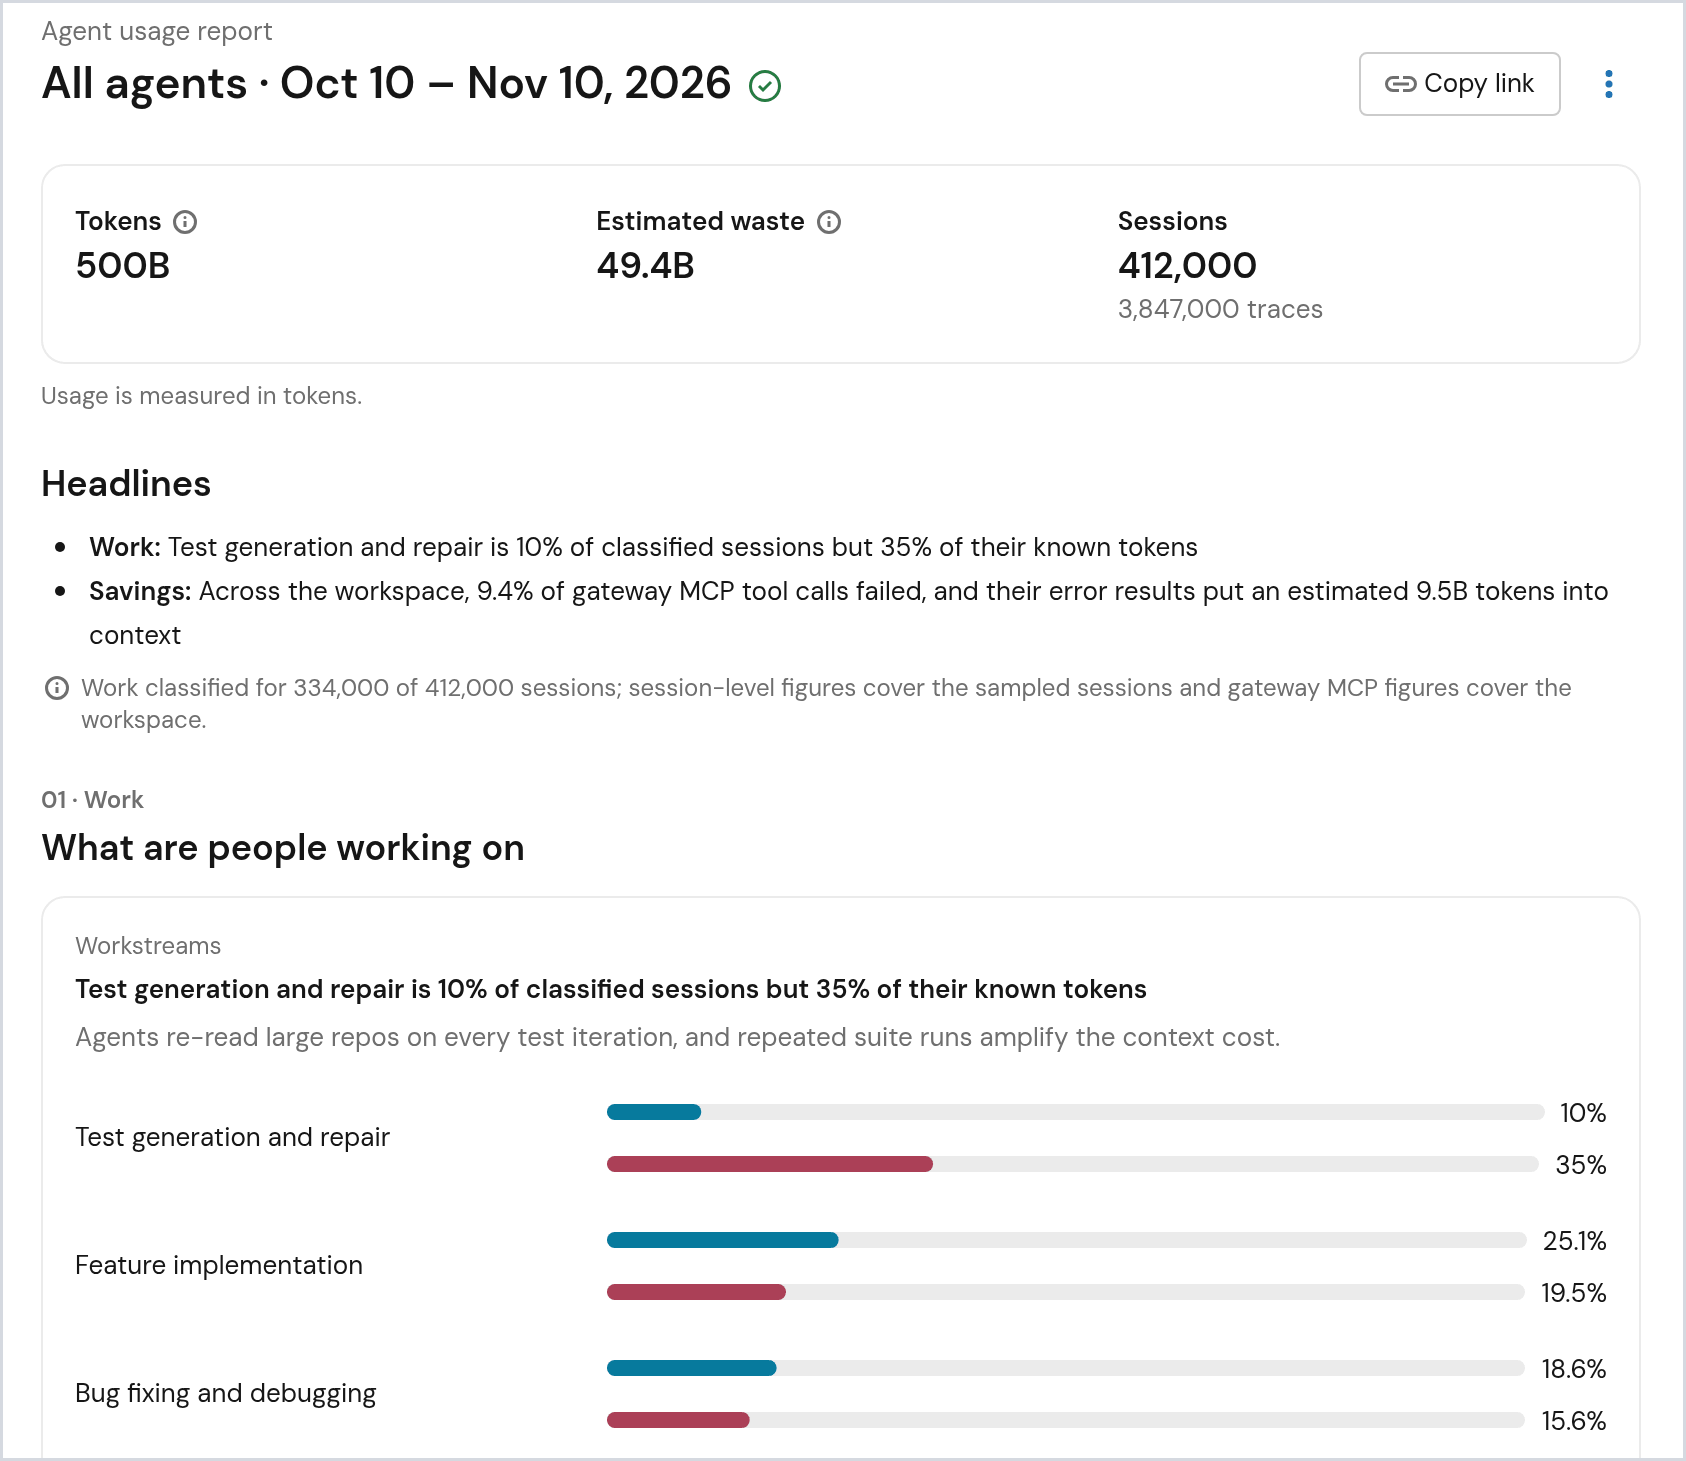 Agent usage report
All agents · Oct 10 – Nov 10, 2026
Copy link
Tokens
500B
Estimated waste
49.4B
Sessions
412,000
3,847,000 traces
Usage is measured in tokens.
Headlines
• Work: Test generation and repair is 10% of classified sessions but 35% of their known tokens
• Savings: Across the workspace, 9.4% of gateway MCP tool calls failed, and their error results put an estimated 9.5B tokens into
context
Work classified for 334,000 of 412,000 sessions; session-level figures cover the sampled sessions and gateway MCP figures cover the
workspace.
01 · Work
What are people working on
Workstreams
Test generation and repair is 10% of classified sessions but 35% of their known tokens
Agents re-read large repos on every test iteration, and repeated suite runs amplify the context cost.
Test generation and repair
10%
35%
Feature implementation
25.1%
19.5%
Bug fixing and debugging
18.6%
15.6%